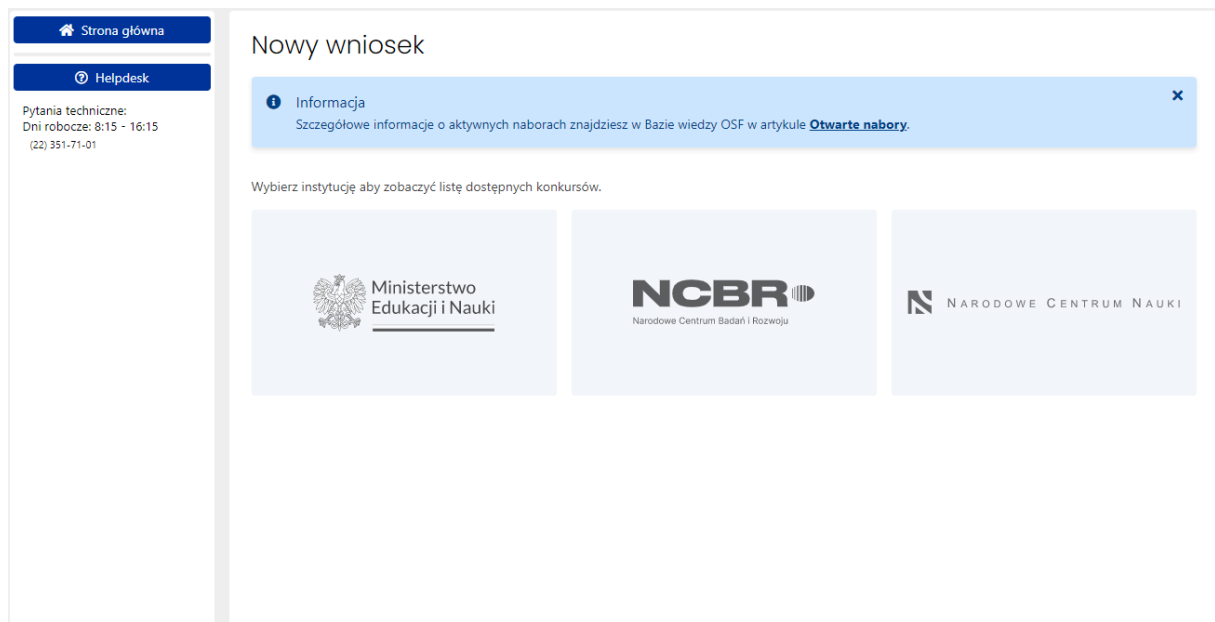 Strona główna
Helpdesk
Pytania techniczne:
Dni robocze: 8:15 - 16:15
(22) 351-71-01
Nowy wniosek
Informacja
Szczegółowe informacje o aktywnych naborach znajdziesz w Bazie wiedzy OSF w artykule Otwarte nabory.
Wybierz instytucję aby zobaczyć listę dostępnych konkursów.
Ministerstwo
Edukacji i Nauki
NCBR
Narodowe Centrum Badań i Rozwoju
NARODOWE CENTRUM NAUKI